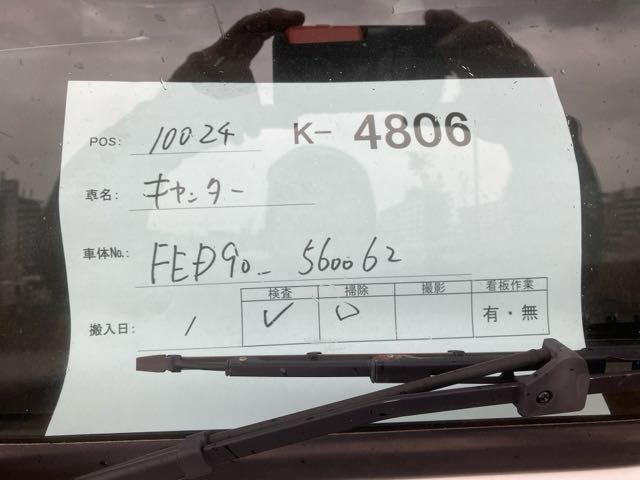 POS: 10024 K- 4806
車名: キャンター
車体No.: FED90- 560062
検査 掃除 撮影 看板作業
搬入日: / ✓ 有・無